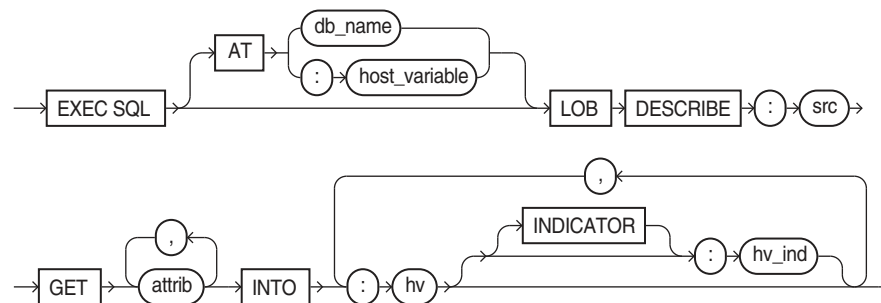 db_name
AT
: host_variable
EXEC SQL LOB DESCRIBE : src
,
, INDICATOR
GET attrib INTO : hv : hv_ind